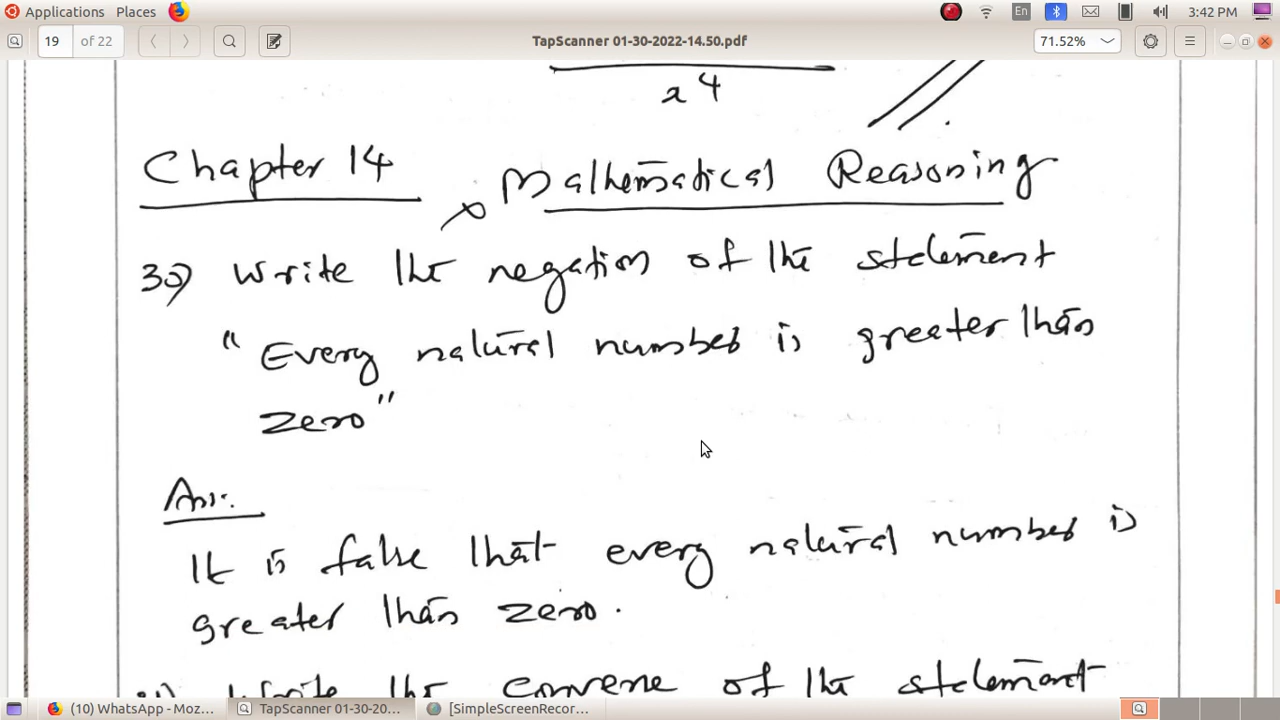 Applications Places En 3:42 PM
19 of 22 TapScanner 01-30-2022-14.50.pdf 71.52%
x^4
Chapter 14 Mathematical Reasoning
30) Write the negation of the statement
"Every natural number is greater than
zero"
Ans:
It is false that every natural number is
greater than zero.
31) Write the converse of the statement
(10) WhatsApp - Moz... TapScanner 01-30-20... [SimpleScreenRecor...